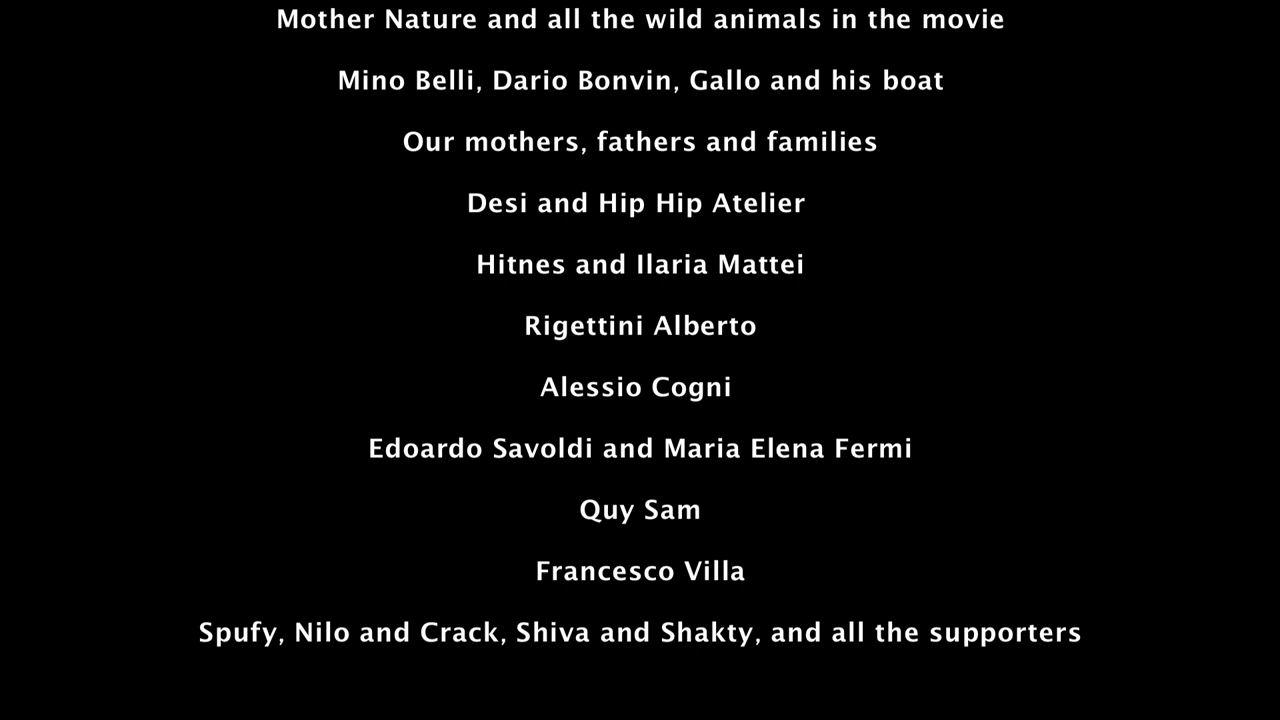 Mother Nature and all the wild animals in the movie
Mino Belli, Dario Bonvin, Gallo and his boat
Our mothers, fathers and families
Desi and Hip Hip Atelier
Hitnes and Ilaria Mattei
Rigettini Alberto
Alessio Cogni
Edoardo Savoldi and Maria Elena Fermi
Quy Sam
Francesco Villa
Spufy, Nilo and Crack, Shiva and Shakty, and all the supporters